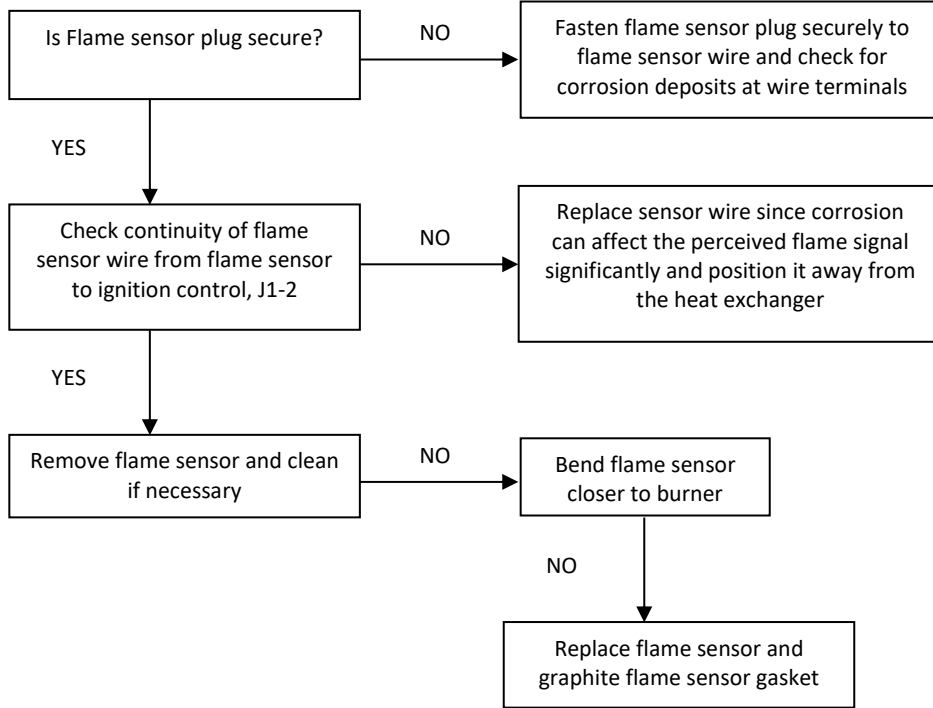 Is Flame sensor plug secure?
NO
Fasten flame sensor plug securely to
flame sensor wire and check for
corrosion deposits at wire terminals
YES
Check continuity of flame
sensor wire from flame sensor
to ignition control, J1-2
NO
Replace sensor wire since corrosion
can affect the perceived flame signal
significantly and position it away from
the heat exchanger
YES
Remove flame sensor and clean
if necessary
NO
Bend flame sensor
closer to burner
NO
Replace flame sensor and
graphite flame sensor gasket